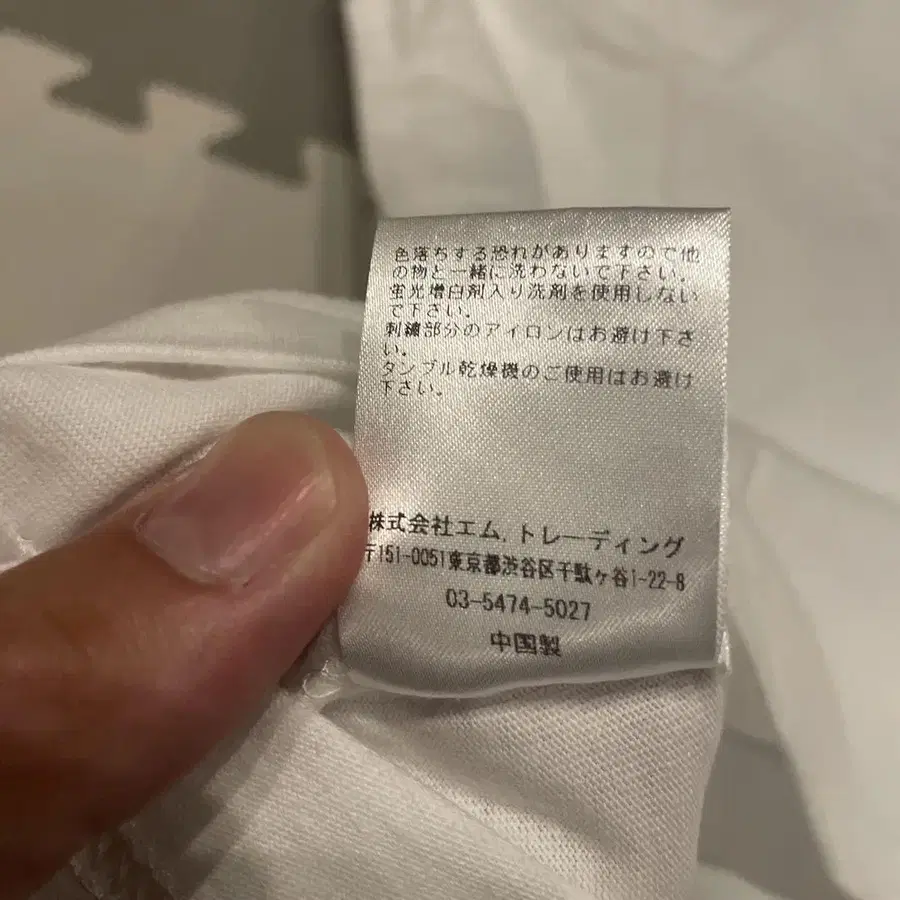 色落ちする恐れがありますので他
の物と一緒に洗わないで下さい。
蛍光増白剤入り洗剤を使用しない
で下さい。
刺繍部分のアイロンはお避け下さ
い。
タンブル乾燥機のご使用はお避け
下さい。
株式会社エム.トレーディング
〒151-0051東京都渋谷区千駄ヶ谷1-22-8
03-5474-5027
中国製